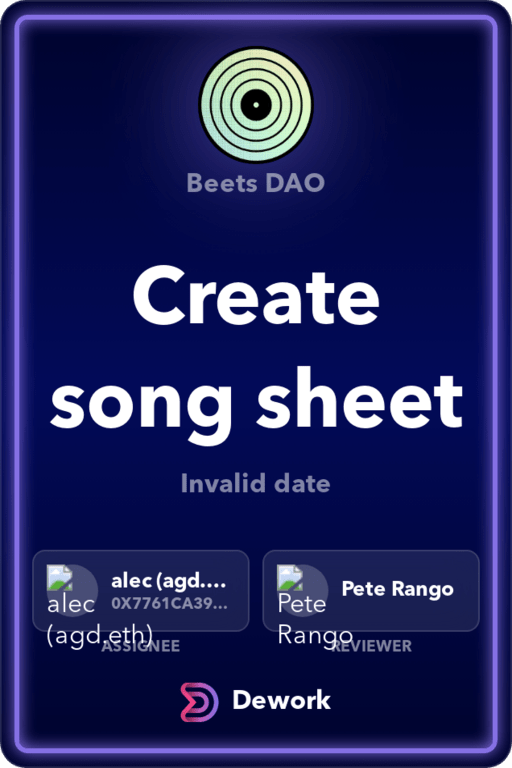 Beets DAO
Create
song sheet
Invalid date
alec (agd....
0X7761CA39...
alec
(agd.eth)
ASSIGNEE
Pete Rango
Pete
Rango
REVIEWER
Dework